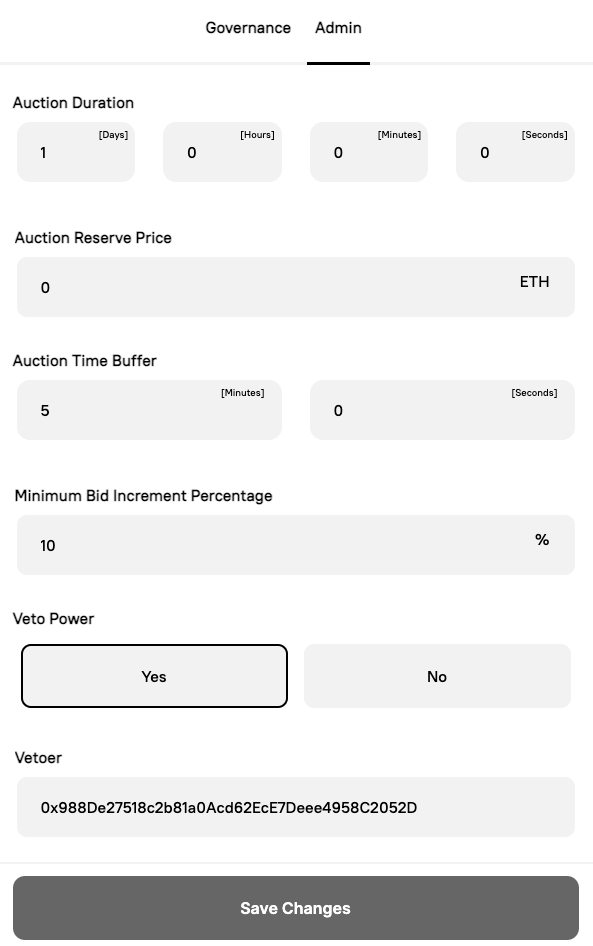 Governance Admin
Auction Duration
[Days] [Hours] [Minutes] [Seconds]
1 0 0 0
Auction Reserve Price
0 ETH
Auction Time Buffer
[Minutes] [Seconds]
5 0
Minimum Bid Increment Percentage
10 %
Veto Power
Yes No
Vetoer
0x988De27518c2b81a0Acd62EcE7Deee4958C2052D
Save Changes